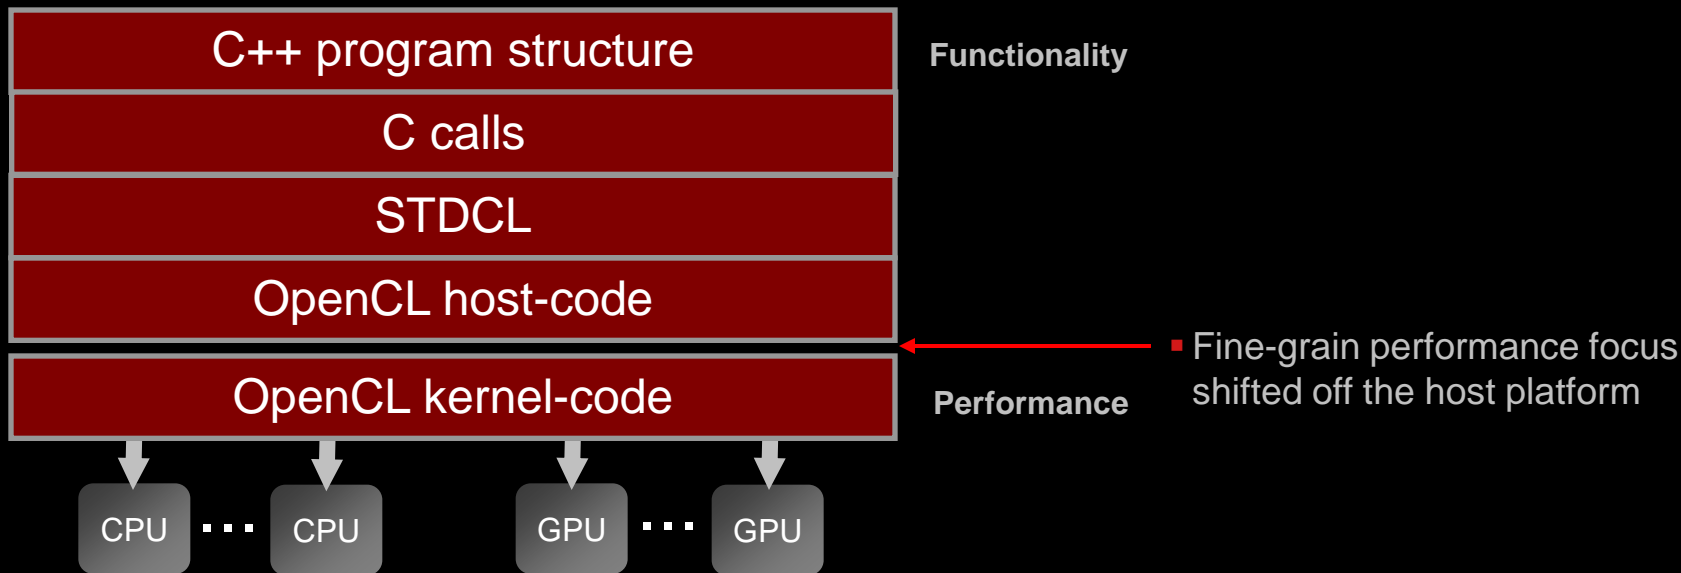 C++ program structure
Functionality
C calls
STDCL
OpenCL host-code
▪ Fine-grain performance focus
shifted off the host platform
OpenCL kernel-code
Performance
CPU ... CPU GPU ... GPU